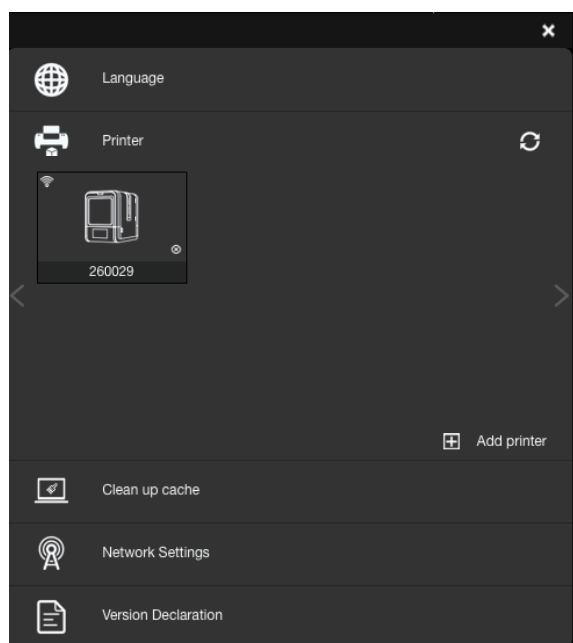 Language
Printer
260029
Add printer
Clean up cache
Network Settings
Version Declaration